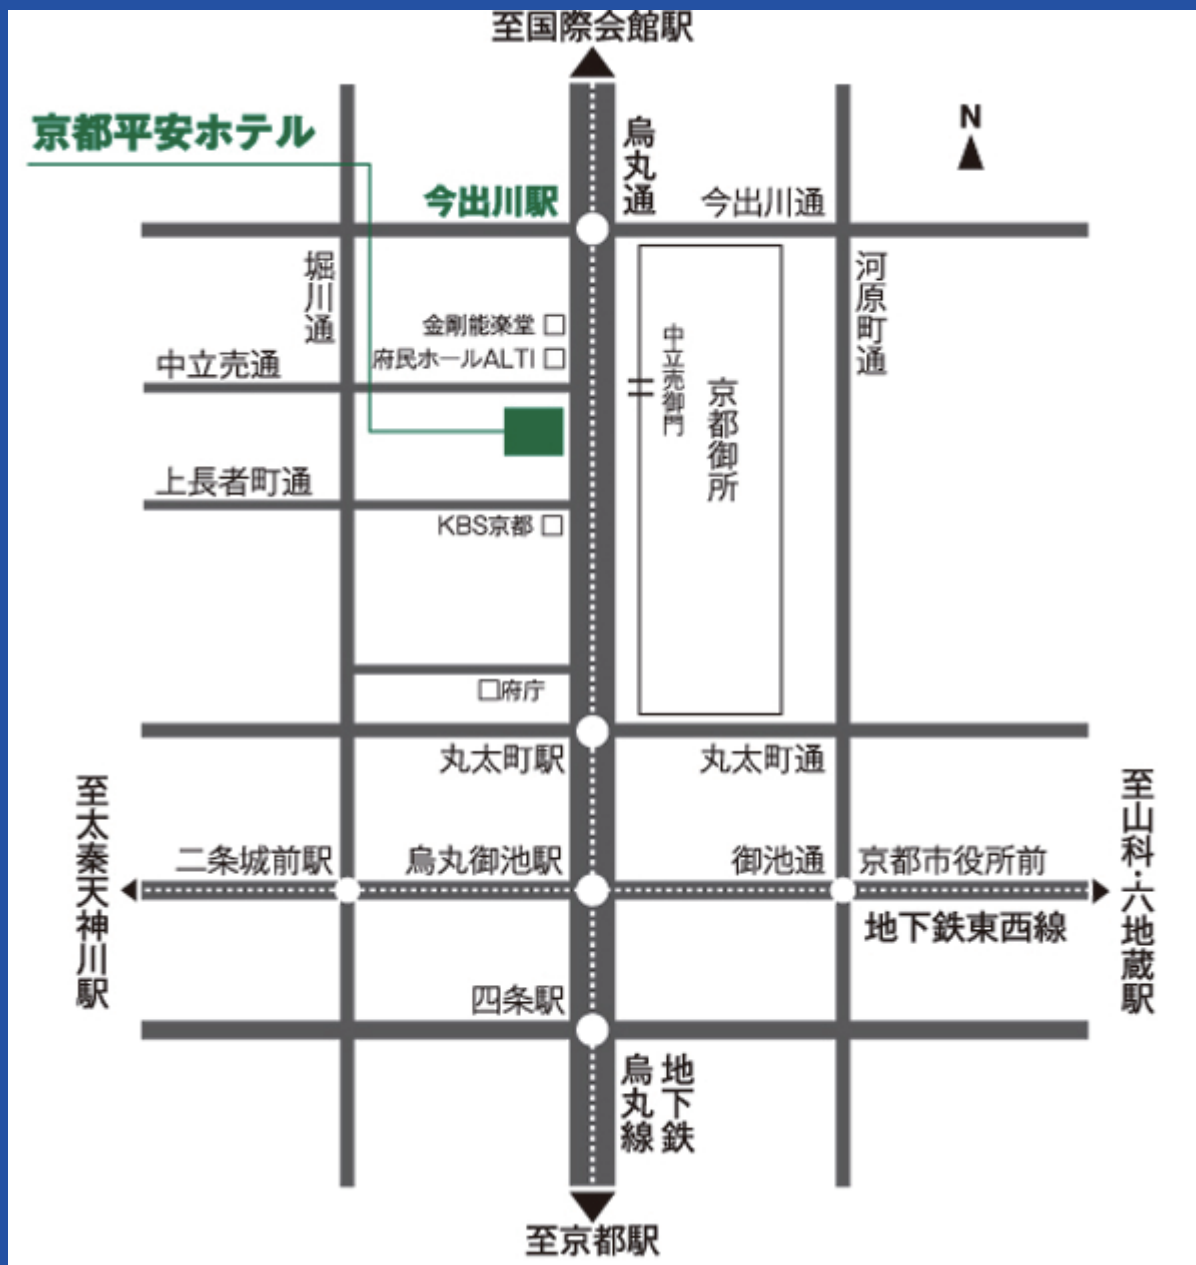 至国際会館駅
京都平安ホテル
烏丸通
N
今出川駅
今出川通
堀川通
河原町通
金剛能楽堂
府民ホールALTI
中立売通
中立売御門
京都御所
上長者町通
KBS京都
府庁
丸太町駅
丸太町通
至太秦天神川駅
二条城前駅
烏丸御池駅
御池通
京都市役所前
至山科・六地蔵駅
地下鉄東西線
四条駅
地下鉄
烏丸線
至京都駅